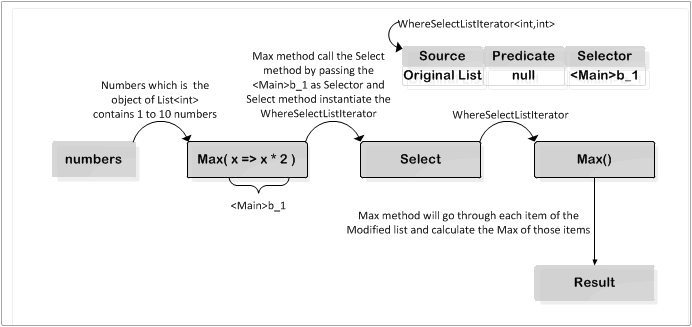 WhereSelectListIterator<int,int>
Source Predicate Selector
Original List null <Main>b_1
Max method call the Select
method by passing the
<Main>b_1 as Selector and
Select method instantiate the
WhereSelectListIterator
Numbers which is the
object of List<int>
contains 1 to 10 numbers
WhereSelectListIterator
numbers
Max( x => x * 2 )
Select
Max()
<Main>b_1
Max method will go through each item of the
Modified list and calculate the Max of those items
Result